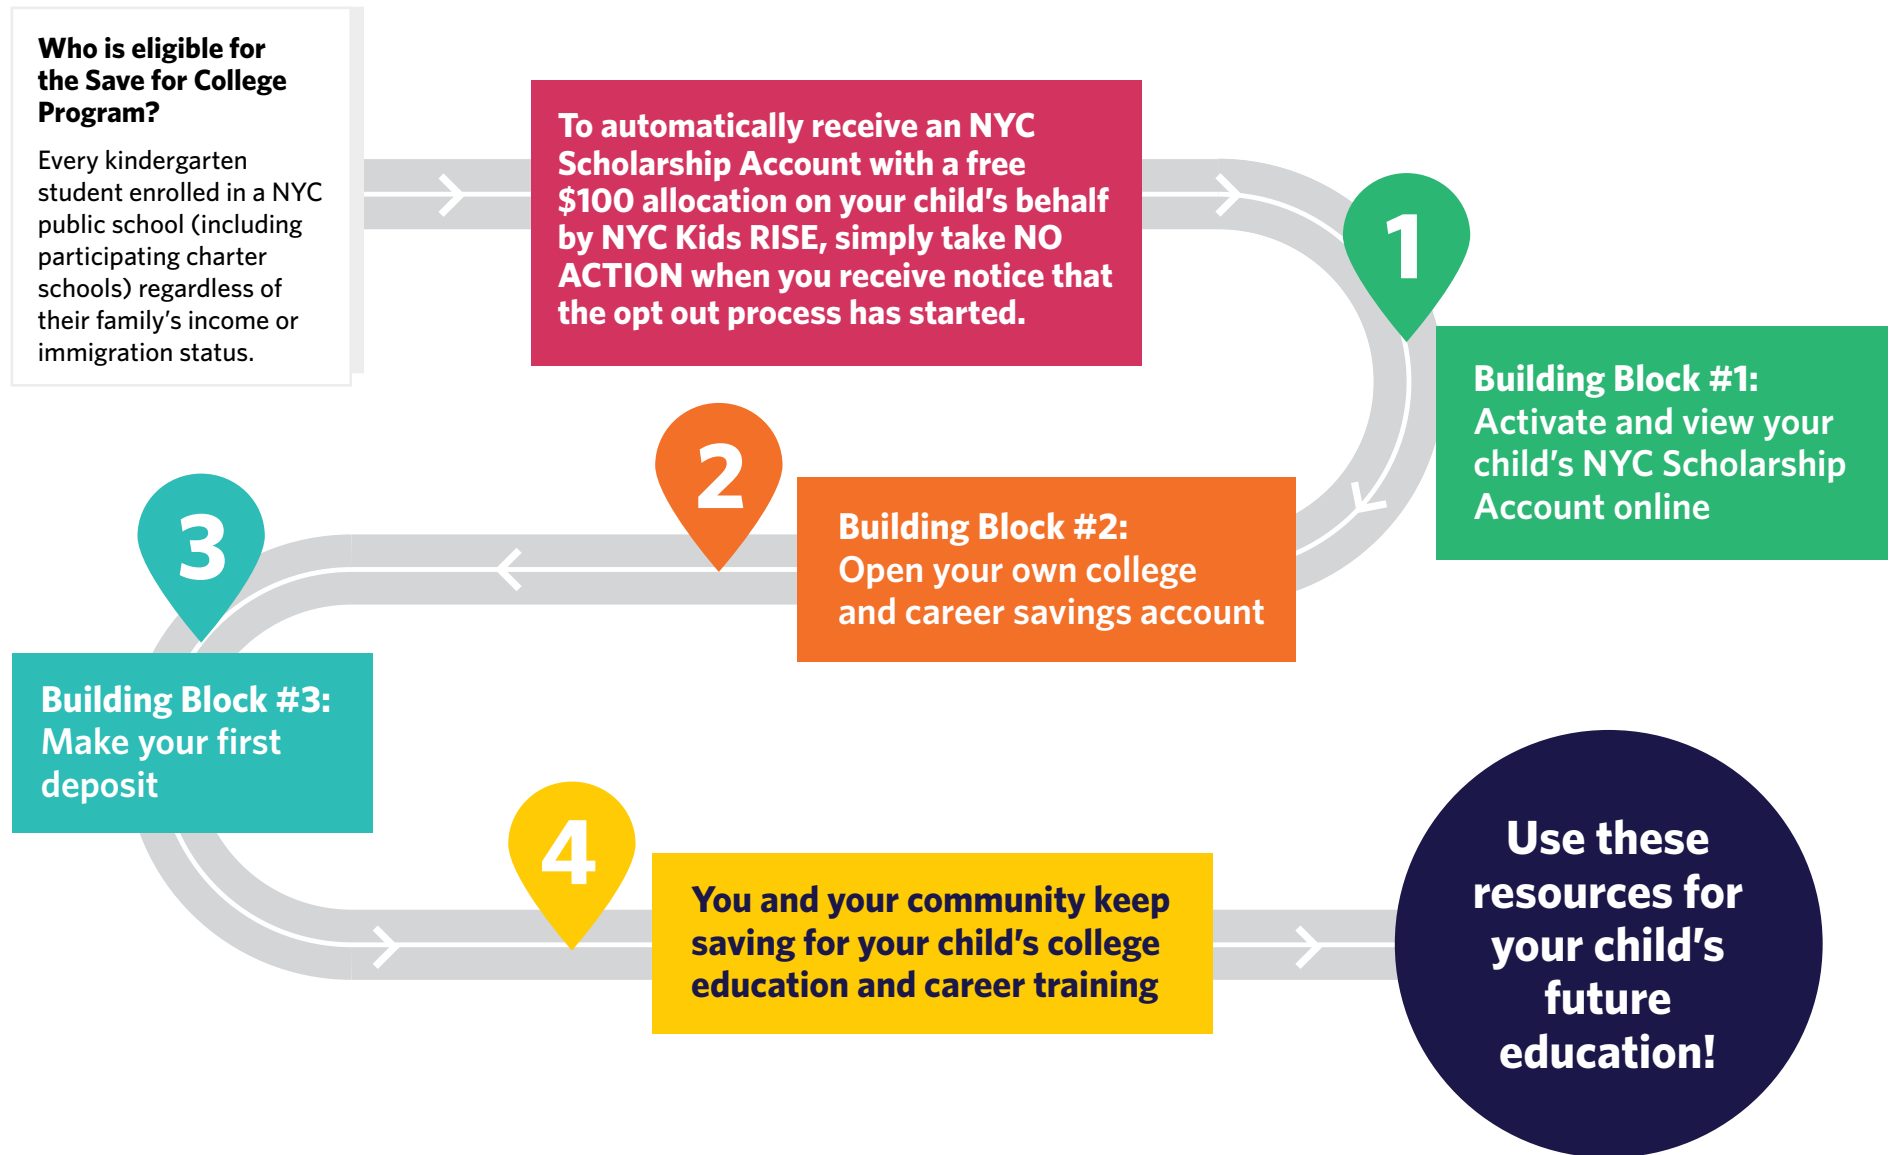 Who is eligible for
the Save for College
Program?
Every kindergarten
student enrolled in a NYC
public school (including
participating charter
schools) regardless of
their family's income or
immigration status.
To automatically receive an NYC
Scholarship Account with a free
$100 allocation on your child's behalf
by NYC Kids RISE, simply take NO
ACTION when you receive notice that
the opt out process has started.
1
Building Block #1:
Activate and view your
child's NYC Scholarship
Account online
2
Building Block #2:
Open your own college
and career savings account
3
Building Block #3:
Make your first
deposit
4
You and your community keep
saving for your child's college
education and career training
Use these
resources for
your child's
future
education!